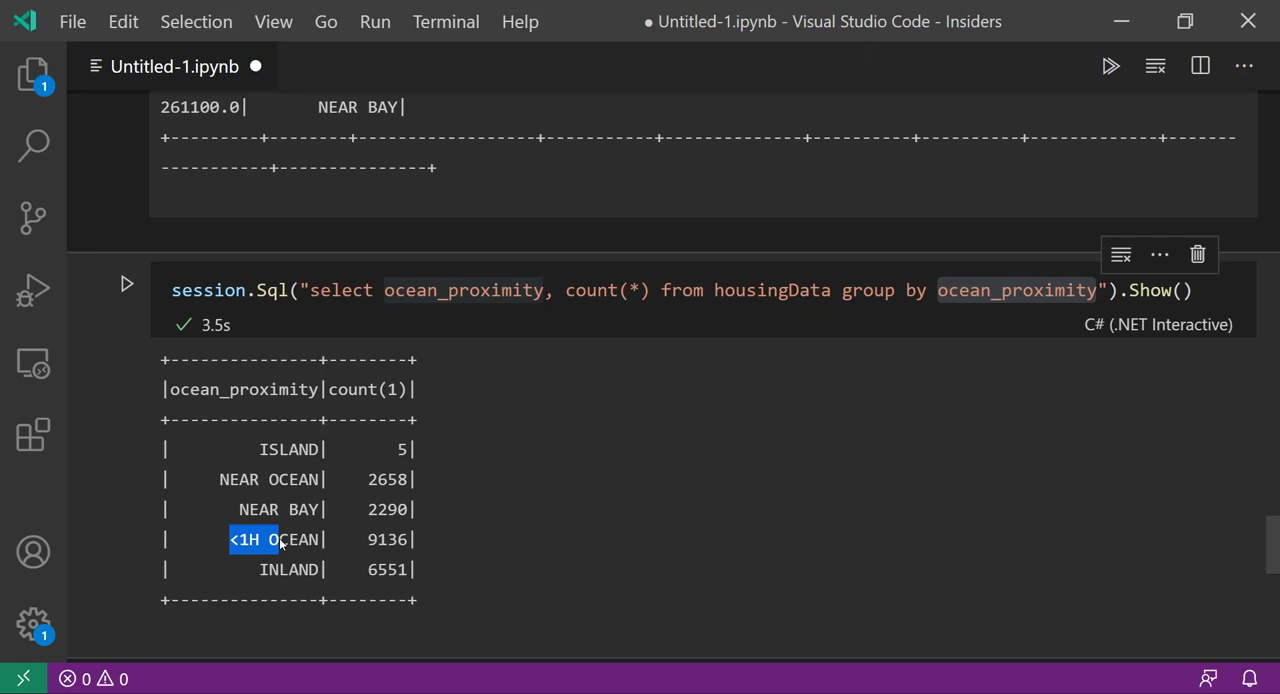 File Edit Selection View Go Run Terminal Help ● Untitled-1.ipynb - Visual Studio Code - Insiders
Untitled-1.ipynb ●
1
261100.0|       NEAR BAY|
+---------+--------+------------------+-----------+--------------+----------+----------+-------------+-------
-----------+---------------+
session.Sql("select ocean_proximity, count(*) from housingData group by ocean_proximity").Show()
✓ 3.5s C# (.NET Interactive)
+---------------+--------+
|ocean_proximity|count(1)|
+---------------+--------+
|         ISLAND|       5|
|     NEAR OCEAN|    2658|
|       NEAR BAY|    2290|
|      <1H OCEAN|    9136|
|         INLAND|    6551|
+---------------+--------+
1
0 0